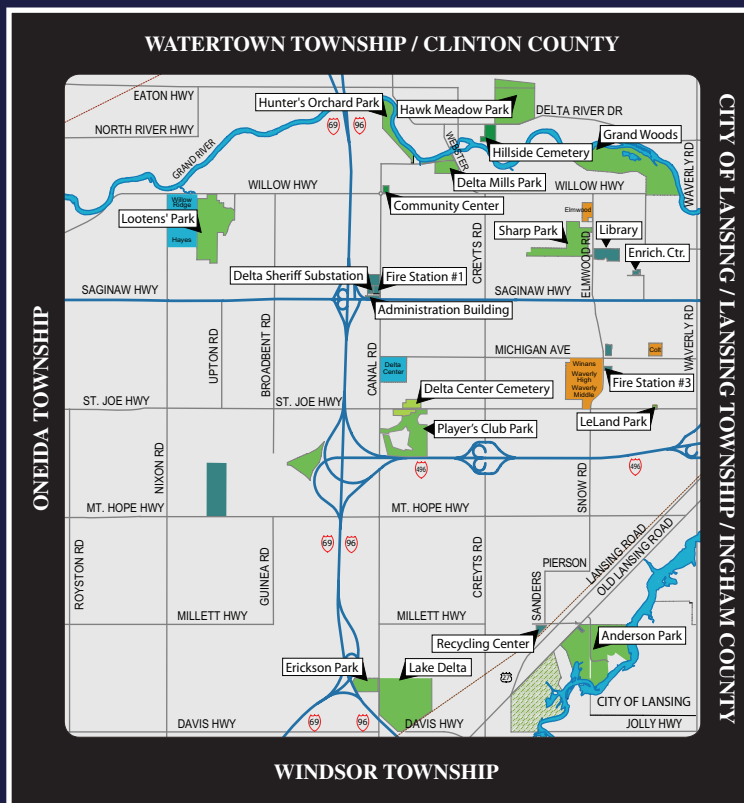 WATERTOWN TOWNSHIP / CLINTON COUNTY
EATON HWY
Hunter's Orchard Park
Hawk Meadow Park
DELTA RIVER DR
NORTH RIVER HWY
69
96
WEBSTER
Grand Woods
GRAND RIVER
Hillside Cemetery
WAVERLY RD
WILLOW HWY
Delta Mills Park
WILLOW HWY
Willow
Ridge
Community Center
Elmwood
Lootens' Park
Hayes
CREYTS RD
Sharp Park
ELMWOOD RD
Library
Enrich. Ctr.
Delta Sheriff Substation
Fire Station #1
SAGINAW HWY
SAGINAW HWY
Administration Building
UPTON RD
BROADBENT RD
CANAL RD
WAVERLY RD
MICHIGAN AVE
Colt
Delta
Center
Winans
Waverly
High
Waverly
Middle
Fire Station #3
ST. JOE HWY
ST. JOE HWY
Delta Center Cemetery
LeLand Park
Player's Club Park
NIXON RD
496
SNOW RD
496
MT. HOPE HWY
MT. HOPE HWY
ROYSTON RD
GUINEA RD
69
96
CREYTS RD
LANSING ROAD
OLD LANSING ROAD
PIERSON
SANDERS
MILLETT HWY
MILLETT HWY
Recycling Center
Anderson Park
Erickson Park
Lake Delta
27
CITY OF LANSING
DAVIS HWY
69
96
DAVIS HWY
JOLLY HWY
ONEIDA TOWNSHIP
CITY OF LANSING / LANSING TOWNSHIP / INGHAM COUNTY
WINDSOR TOWNSHIP